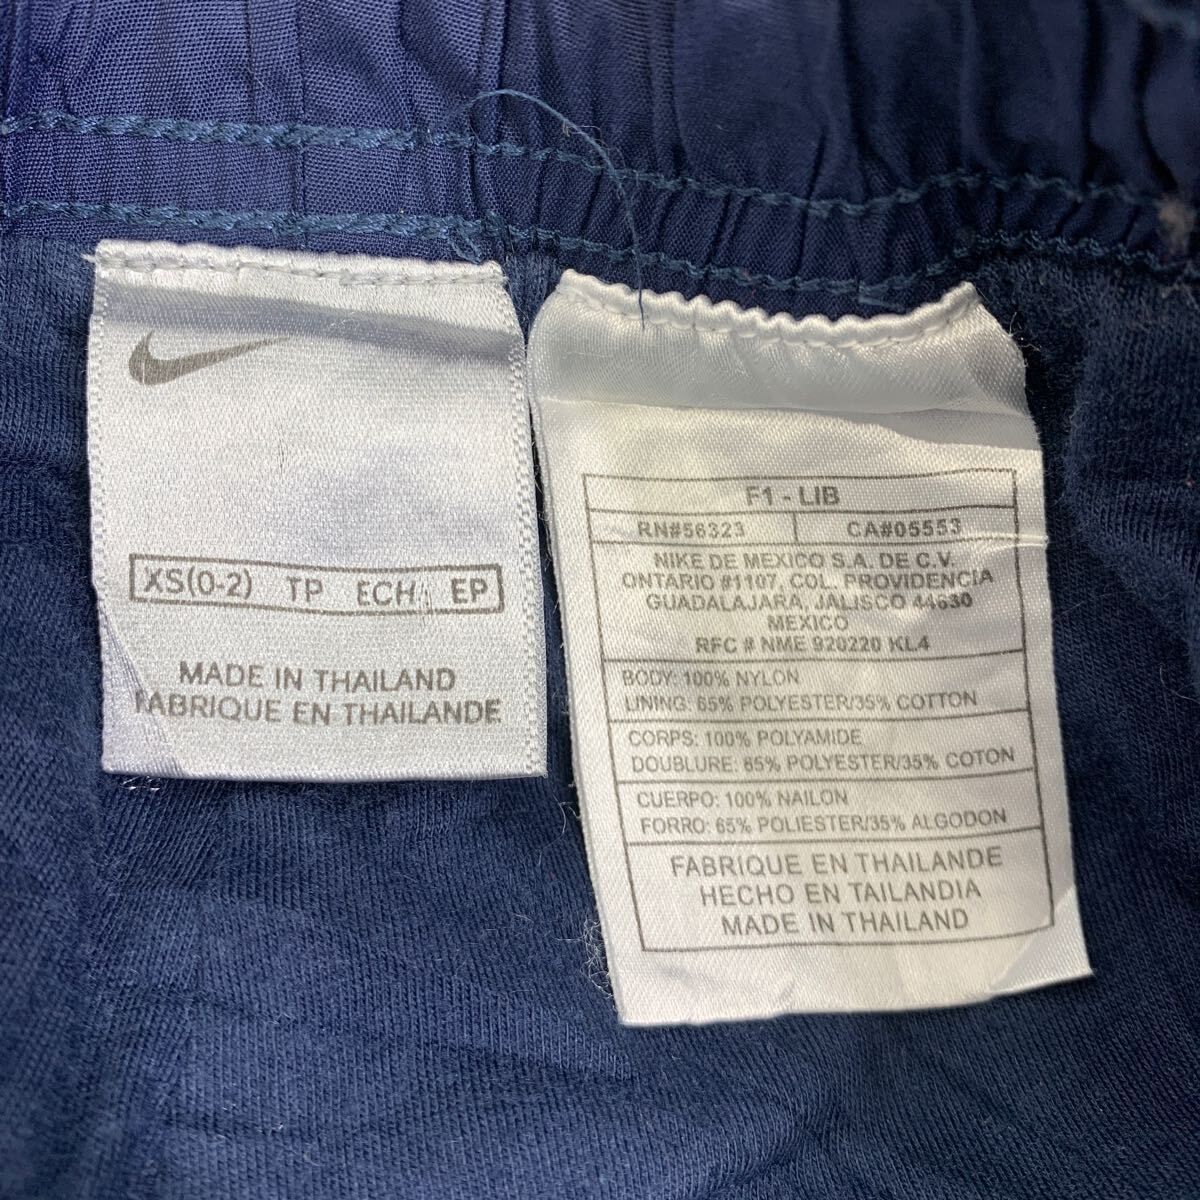 XS(0-2) TP ECH EP
MADE IN THAILAND
FABRIQUE EN THAILANDE
F1 - LIB
RN#56323 CA#05553
NIKE DE MEXICO S.A. DE C.V.
ONTARIO #1107, COL. PROVIDENCIA
GUADALAJARA, JALISCO 44630
MEXICO
RFC # NME 920220 KL4
BODY: 100% NYLON
LINING: 65% POLYESTER/35% COTTON
CORPS: 100% POLYAMIDE
DOUBLURE: 65% POLYESTER/35% COTON
CUERPO: 100% NAILON
FORRO: 65% POLIESTER/35% ALGODON
FABRIQUE EN THAILANDE
HECHO EN TAILANDIA
MADE IN THAILAND